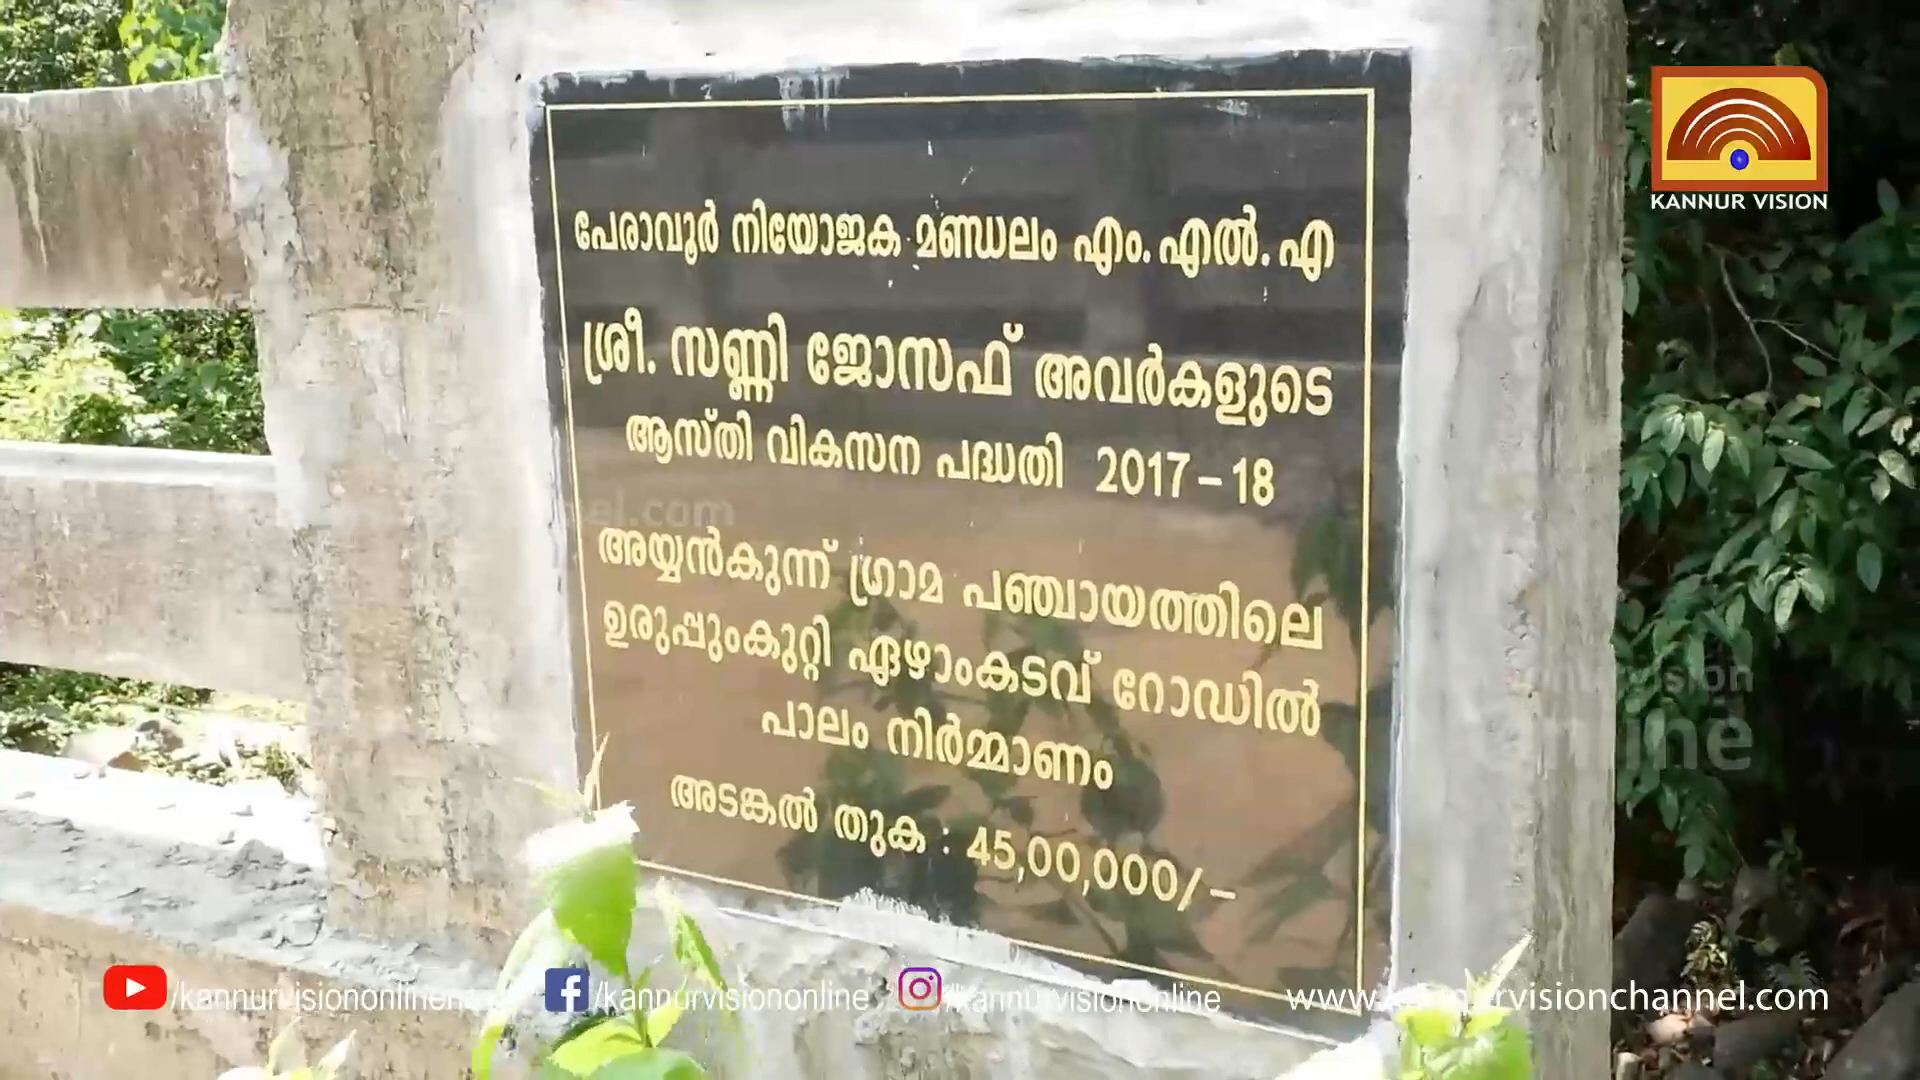 KANNUR VISION
പേരാവൂർ നിയോജക മണ്ഡലം എം.എൽ.എ
ശ്രീ. സണ്ണി ജോസഫ് അവർകളുടെ
ആസ്തി വികസന പദ്ധതി 2017-18
അയ്യൻകുന്ന് ഗ്രാമ പഞ്ചായത്തിലെ
ഉരുപ്പുംകുറ്റി ഏഴാംകടവ് റോഡിൽ
പാലം നിർമ്മാണം
അടങ്കൽ തുക : 45,00,000/-
/kannurvisiononline
/kannurvisiononline